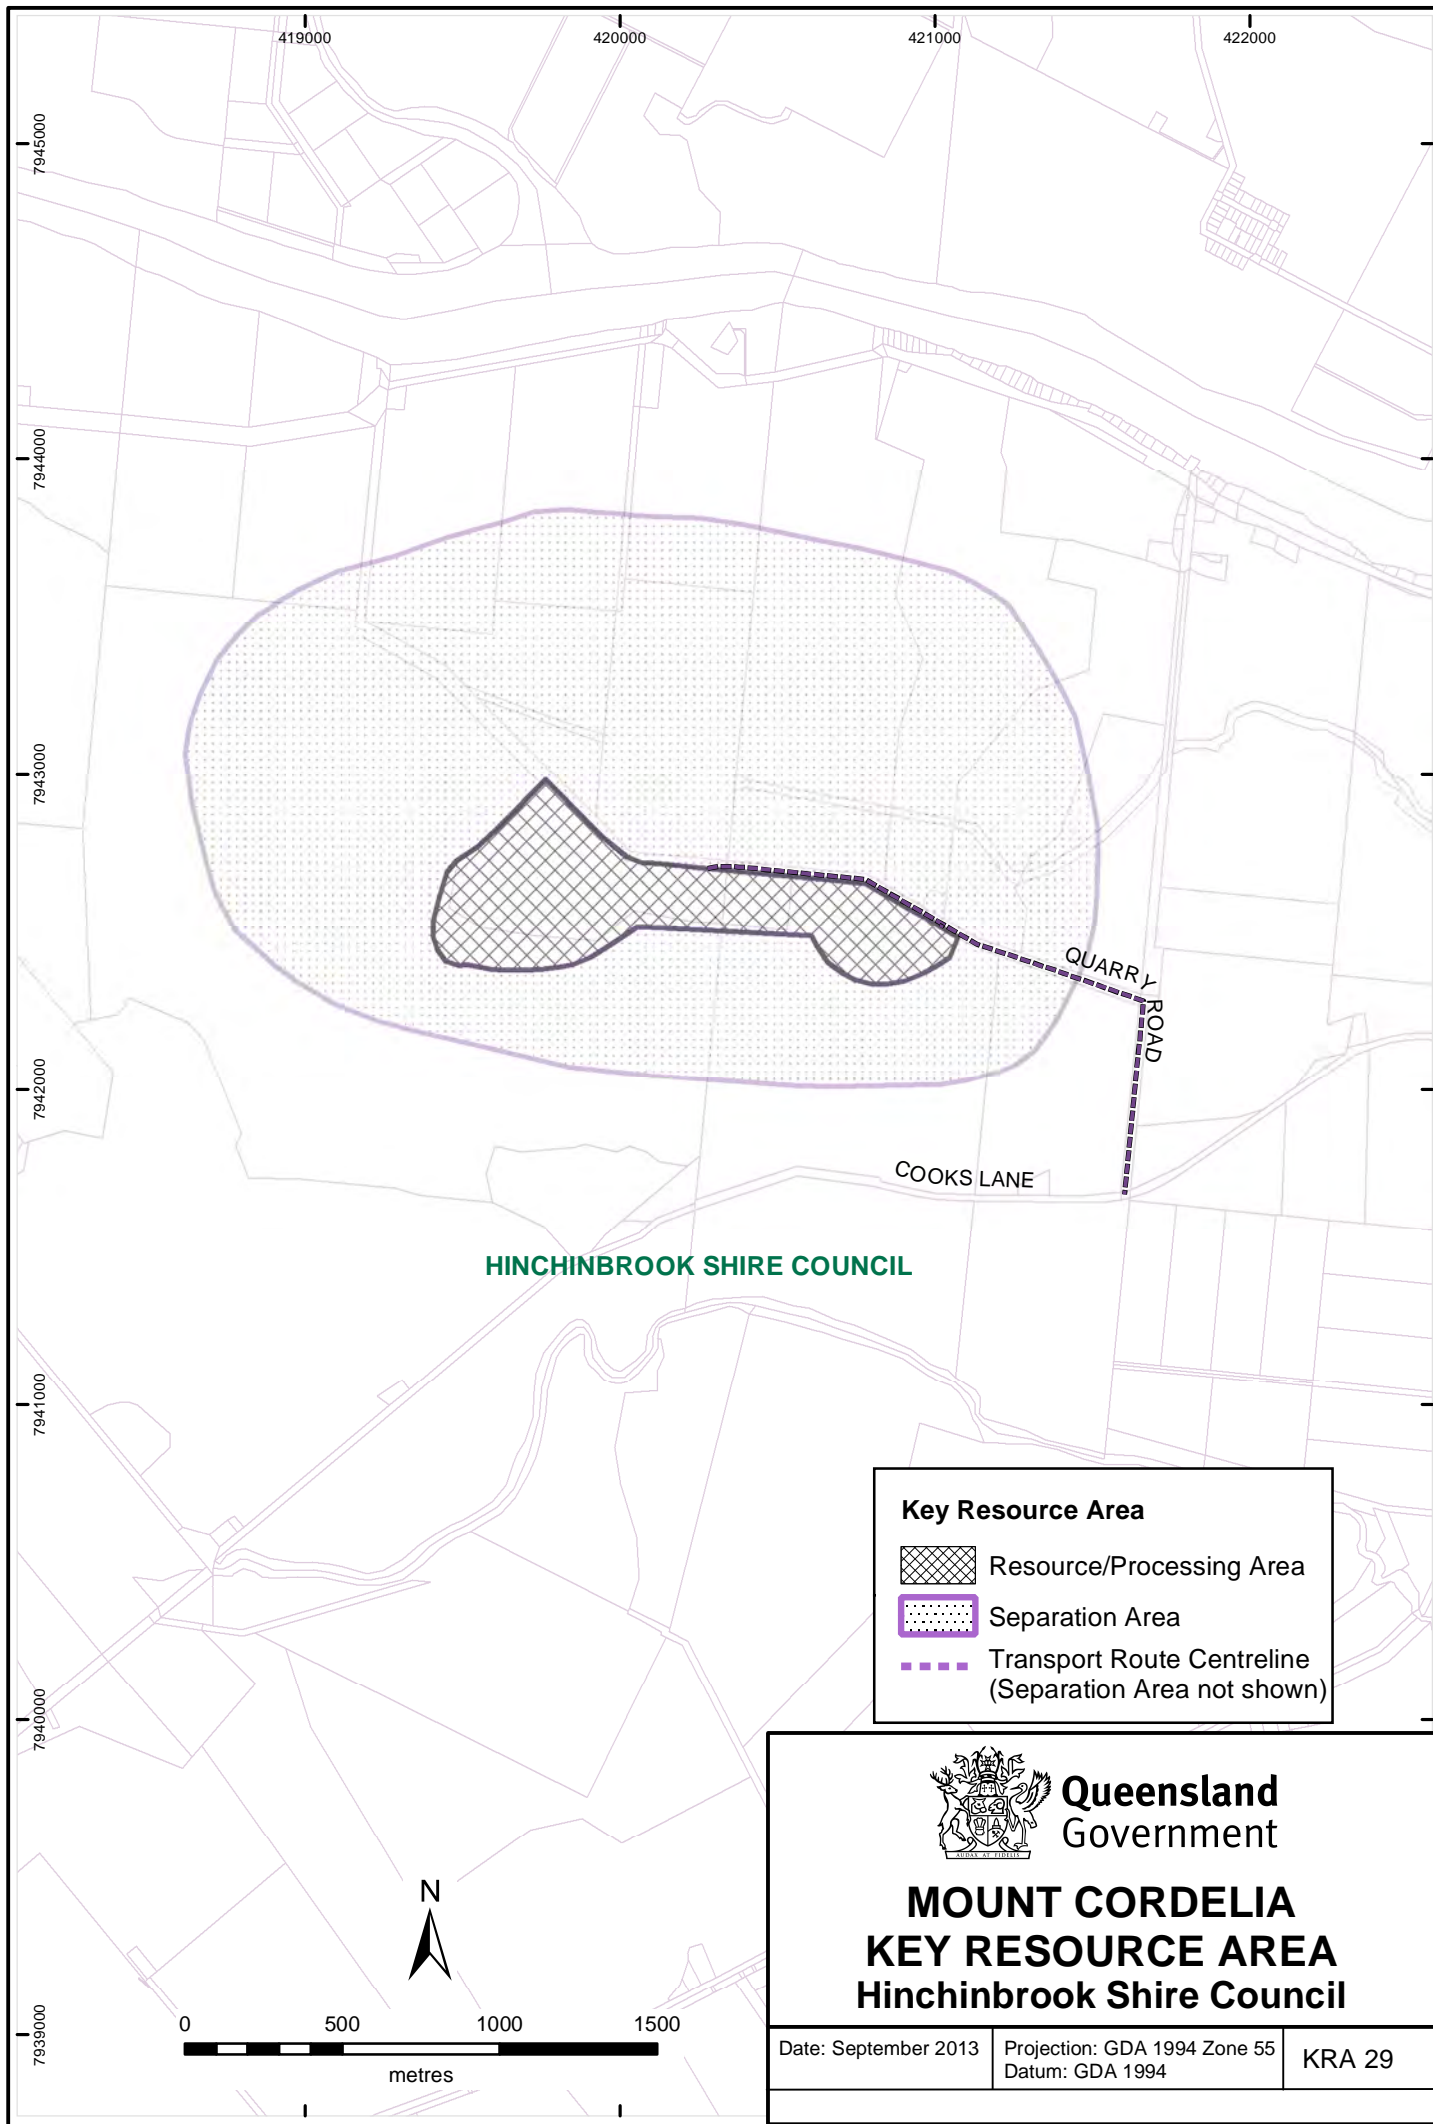 419000
420000
421000
422000
7945000
7944000
7943000
7942000
7941000
7940000
7939000
QUARRY ROAD
COOKS LANE
HINCHINBROOK SHIRE COUNCIL
Key Resource Area
Resource/Processing Area
Separation Area
Transport Route Centreline
(Separation Area not shown)
AUDAX AT FIDELIS
Queensland
Government
MOUNT CORDELIA
KEY RESOURCE AREA
Hinchinbrook Shire Council
Date: September 2013
Projection: GDA 1994 Zone 55
Datum: GDA 1994
KRA 29
N
0 500 1000 1500
metres